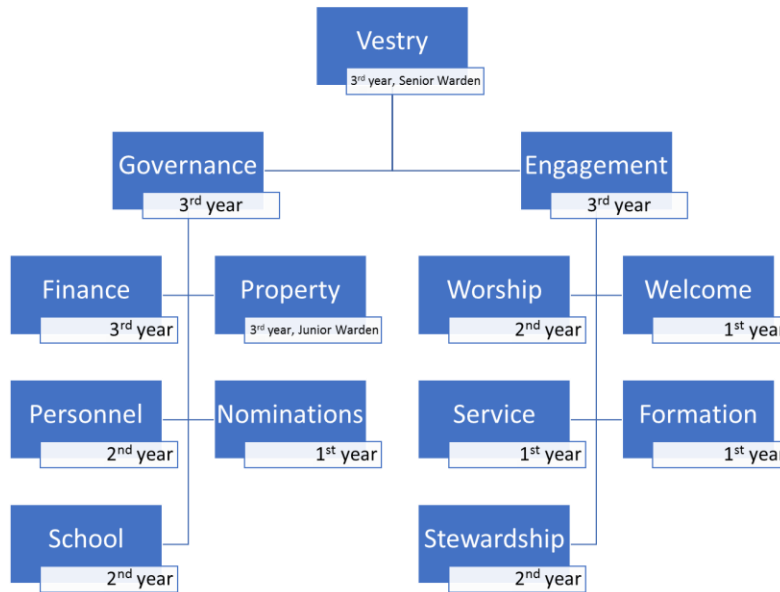 Vestry
3rd year, Senior Warden
Governance
3rd year
Engagement
3rd year
Finance
3rd year
Property
3rd year, Junior Warden
Worship
2nd year
Welcome
1st year
Personnel
2nd year
Nominations
1st year
Service
1st year
Formation
1st year
School
2nd year
Stewardship
2nd year